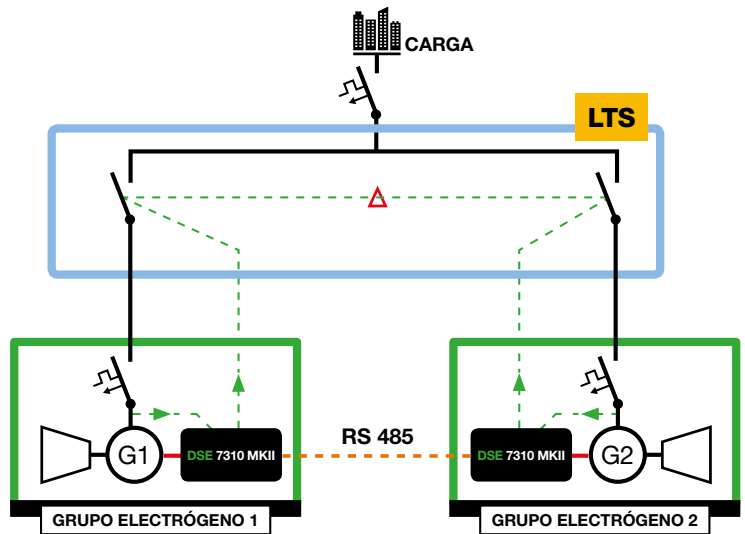 CARGA
LTS
G1
DSE 7310 MKII
RS 485
DSE 7310 MKII
G2
GRUPO ELECTRÓGENO 1
GRUPO ELECTRÓGENO 2